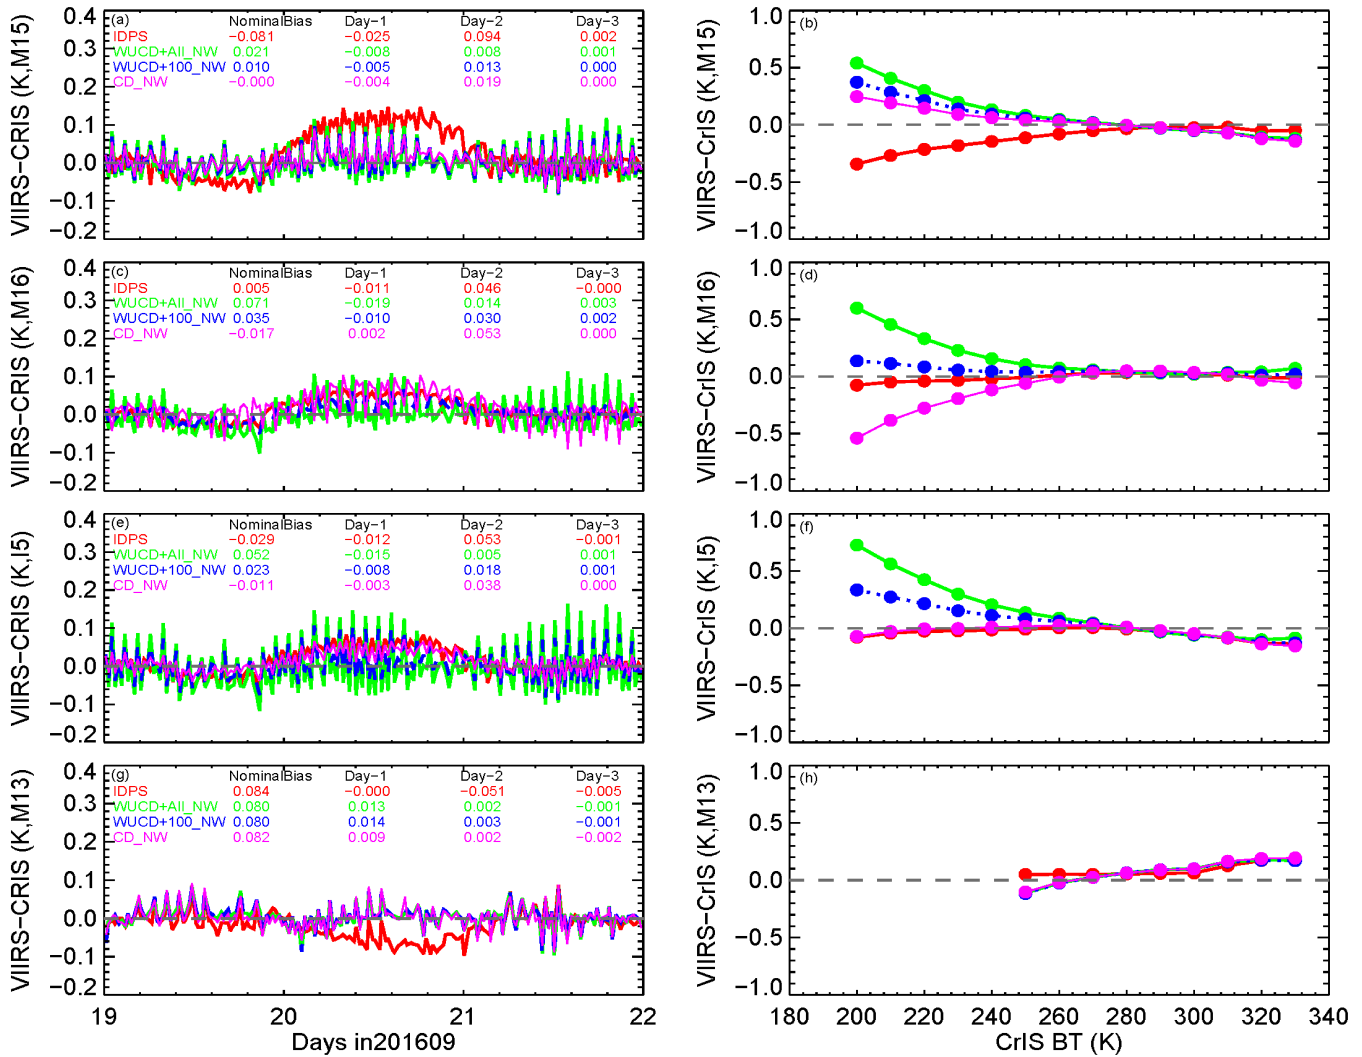 VIIRS-CRIS (K,M15)
0.4
0.3
0.2
0.1
0.0
-0.1
-0.2
(a) NominalBias Day-1 Day-2 Day-3
IDPS -0.081 -0.025 0.094 0.002
WUCD+All_NW 0.021 -0.008 0.008 0.001
WUCD+100_NW 0.010 -0.005 0.013 0.000
CD_NW -0.000 -0.004 0.019 0.000
VIIRS-CrIS (K,M15)
1.0
0.5
0.0
-0.5
-1.0
(b)
VIIRS-CRIS (K,M16)
0.4
0.3
0.2
0.1
0.0
-0.1
-0.2
(c) NominalBias Day-1 Day-2 Day-3
IDPS 0.005 -0.011 0.046 -0.000
WUCD+All_NW 0.071 -0.019 0.014 0.003
WUCD+100_NW 0.035 -0.010 0.030 0.002
CD_NW -0.017 0.002 0.053 0.000
VIIRS-CrIS (K,M16)
1.0
0.5
0.0
-0.5
-1.0
(d)
VIIRS-CRIS (K,I5)
0.4
0.3
0.2
0.1
0.0
-0.1
-0.2
(e) NominalBias Day-1 Day-2 Day-3
IDPS -0.029 -0.012 0.053 -0.001
WUCD+All_NW 0.052 -0.015 0.005 0.001
WUCD+100_NW 0.023 -0.008 0.018 0.001
CD_NW -0.011 -0.003 0.038 0.000
VIIRS-CrIS (K,I5)
1.0
0.5
0.0
-0.5
-1.0
(f)
VIIRS-CRIS (K,M13)
0.4
0.3
0.2
0.1
0.0
-0.1
-0.2
(g) NominalBias Day-1 Day-2 Day-3
IDPS 0.084 -0.000 -0.051 -0.005
WUCD+All_NW 0.080 0.013 0.002 -0.001
WUCD+100_NW 0.080 0.014 0.003 -0.001
CD_NW 0.082 0.009 0.002 -0.002
19 20 21 22
Days in201609
VIIRS-CrIS (K,M13)
1.0
0.5
0.0
-0.5
-1.0
(h)
180 200 220 240 260 280 300 320 340
CrIS BT (K)